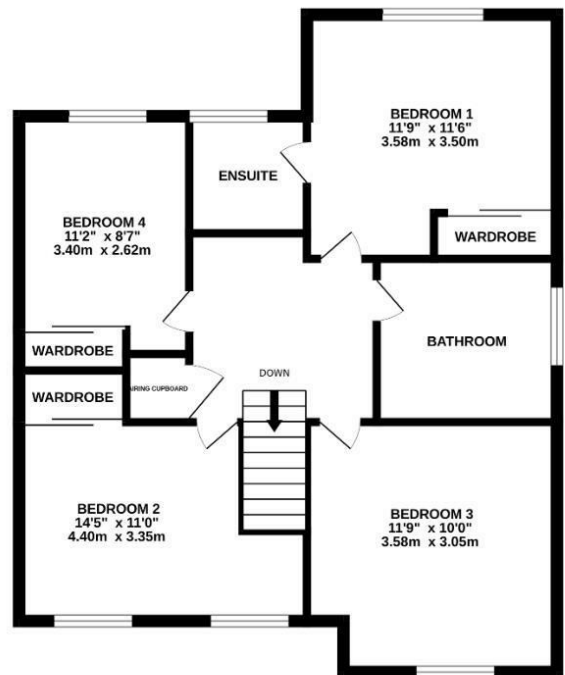 BEDROOM 1
11'9" x 11'6"
3.58m x 3.50m
ENSUITE
BEDROOM 4
11'2" x 8'7"
3.40m x 2.62m
WARDROBE
BATHROOM
WARDROBE
DOWN
AIRING CUPBOARD
WARDROBE
BEDROOM 2
14'5" x 11'0"
4.40m x 3.35m
BEDROOM 3
11'9" x 10'0"
3.58m x 3.05m